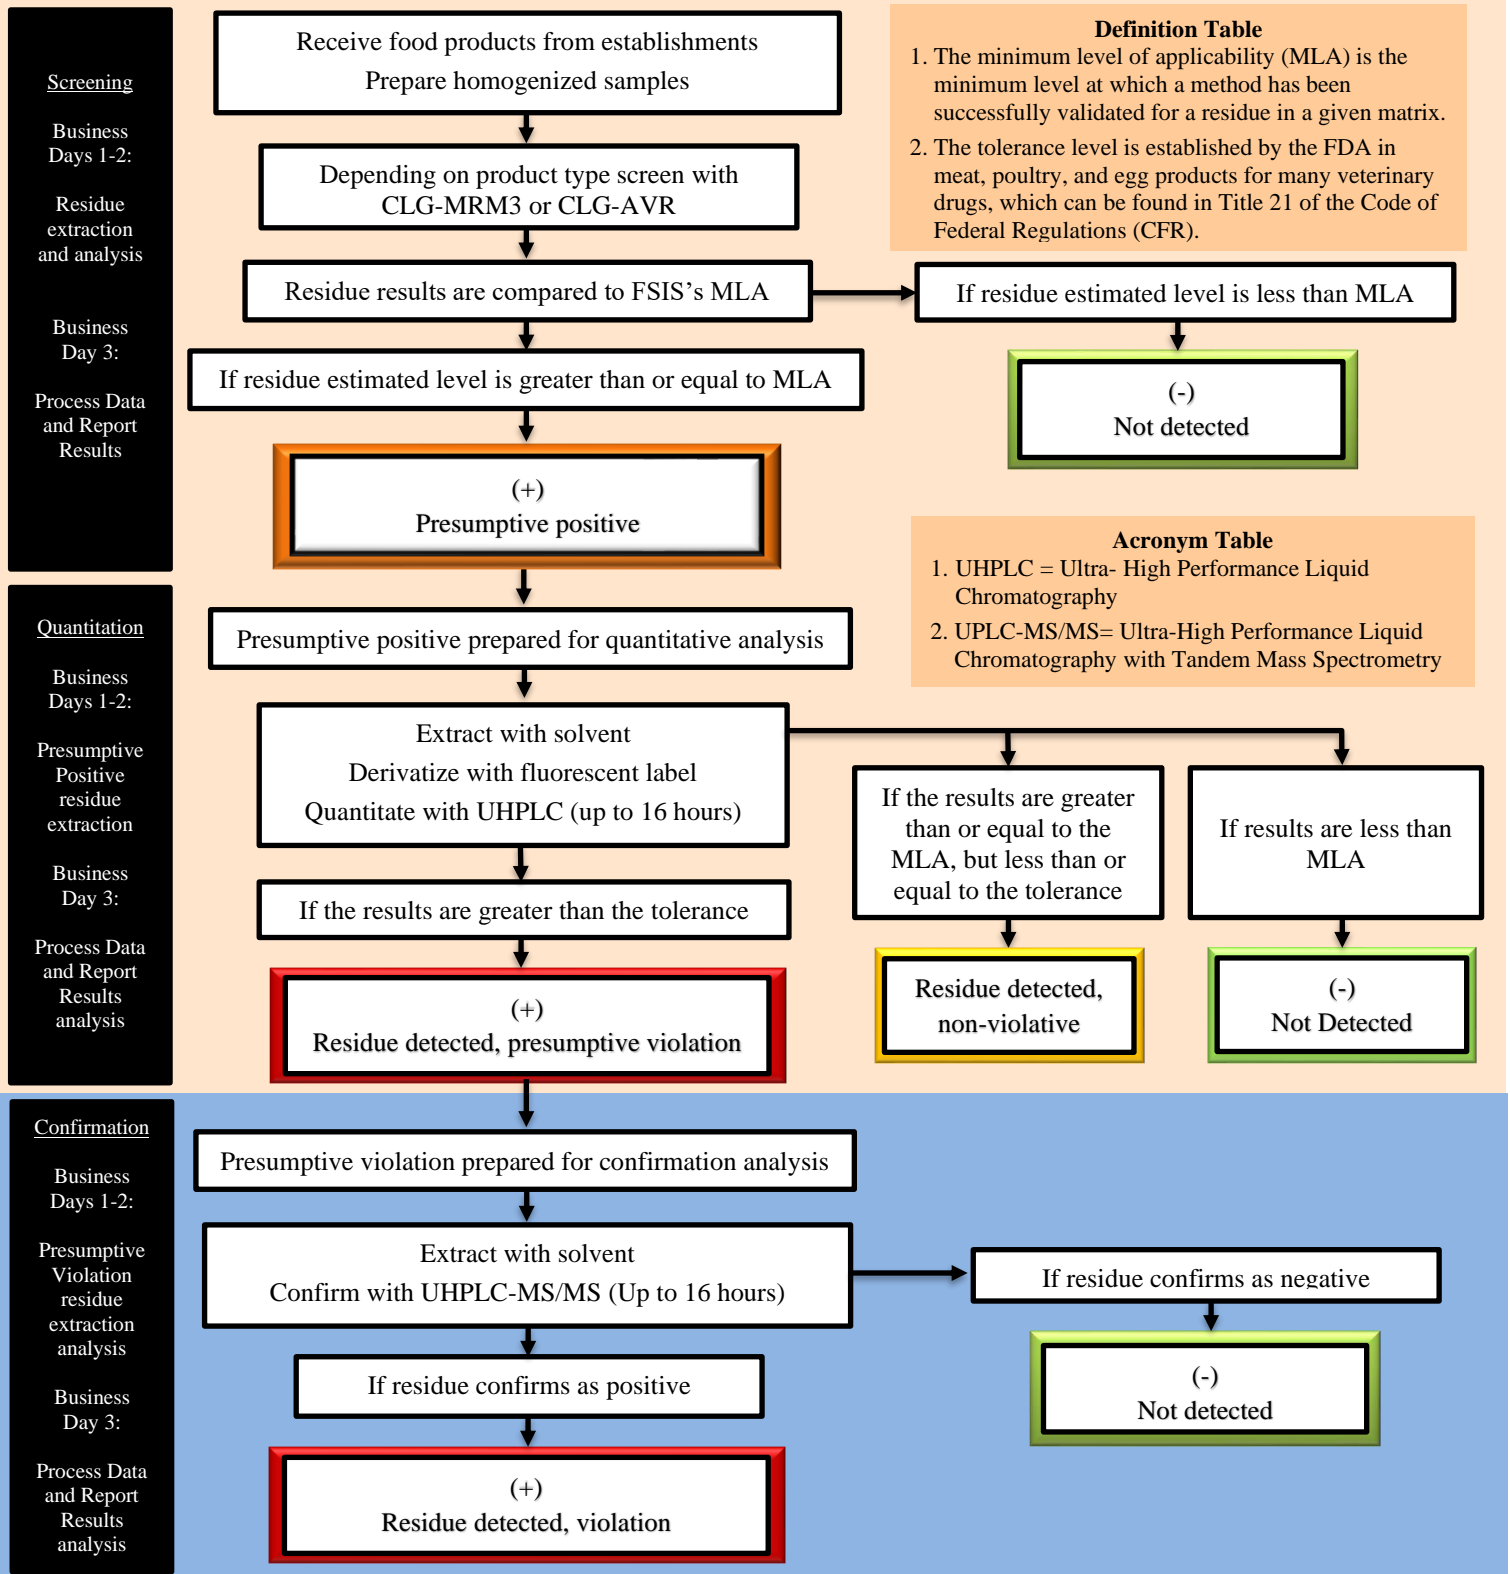 Screening
Business
Days 1-2:
Residue
extraction
and analysis
Business
Day 3:
Process Data
and Report
Results
Receive food products from establishments
Prepare homogenized samples
Depending on product type screen with
CLG-MRM3 or CLG-AVR
Residue results are compared to FSIS’s MLA
If residue estimated level is less than MLA
(-)
Not detected
If residue estimated level is greater than or equal to MLA
(+)
Presumptive positive
Definition Table
1. The minimum level of applicability (MLA) is the
minimum level at which a method has been
successfully validated for a residue in a given matrix.
2. The tolerance level is established by the FDA in
meat, poultry, and egg products for many veterinary
drugs, which can be found in Title 21 of the Code of
Federal Regulations (CFR).
Acronym Table
1. UHPLC = Ultra- High Performance Liquid
Chromatography
2. UPLC-MS/MS= Ultra-High Performance Liquid
Chromatography with Tandem Mass Spectrometry
Quantitation
Business
Days 1-2:
Presumptive
Positive
residue
extraction
Business
Day 3:
Process Data
and Report
Results
analysis
Presumptive positive prepared for quantitative analysis
Extract with solvent
Derivatize with fluorescent label
Quantitate with UHPLC (up to 16 hours)
If the results are greater
than or equal to the
MLA, but less than or
equal to the tolerance
If results are less than
MLA
If the results are greater than the tolerance
(+)
Residue detected, presumptive violation
Residue detected,
non-violative
(-)
Not Detected
Confirmation
Business
Days 1-2:
Presumptive
Violation
residue
extraction
analysis
Business
Day 3:
Process Data
and Report
Results
analysis
Presumptive violation prepared for confirmation analysis
Extract with solvent
Confirm with UHPLC-MS/MS (Up to 16 hours)
If residue confirms as negative
(-)
Not detected
If residue confirms as positive
(+)
Residue detected, violation